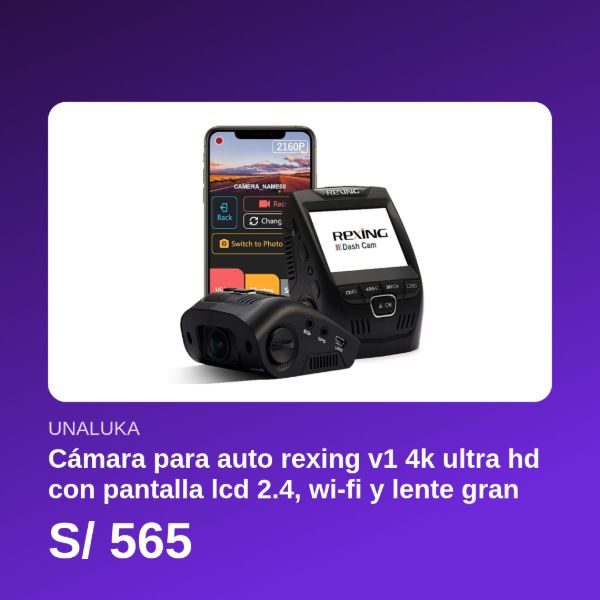 2160P
CAMERA_NAME00
Back
Rec
Chang
Switch to Photo
REXING
REXING
Dash Cam
OK
UNALUKA
Cámara para auto rexing v1 4k ultra hd
con pantalla lcd 2.4, wi-fi y lente gran
S/ 565